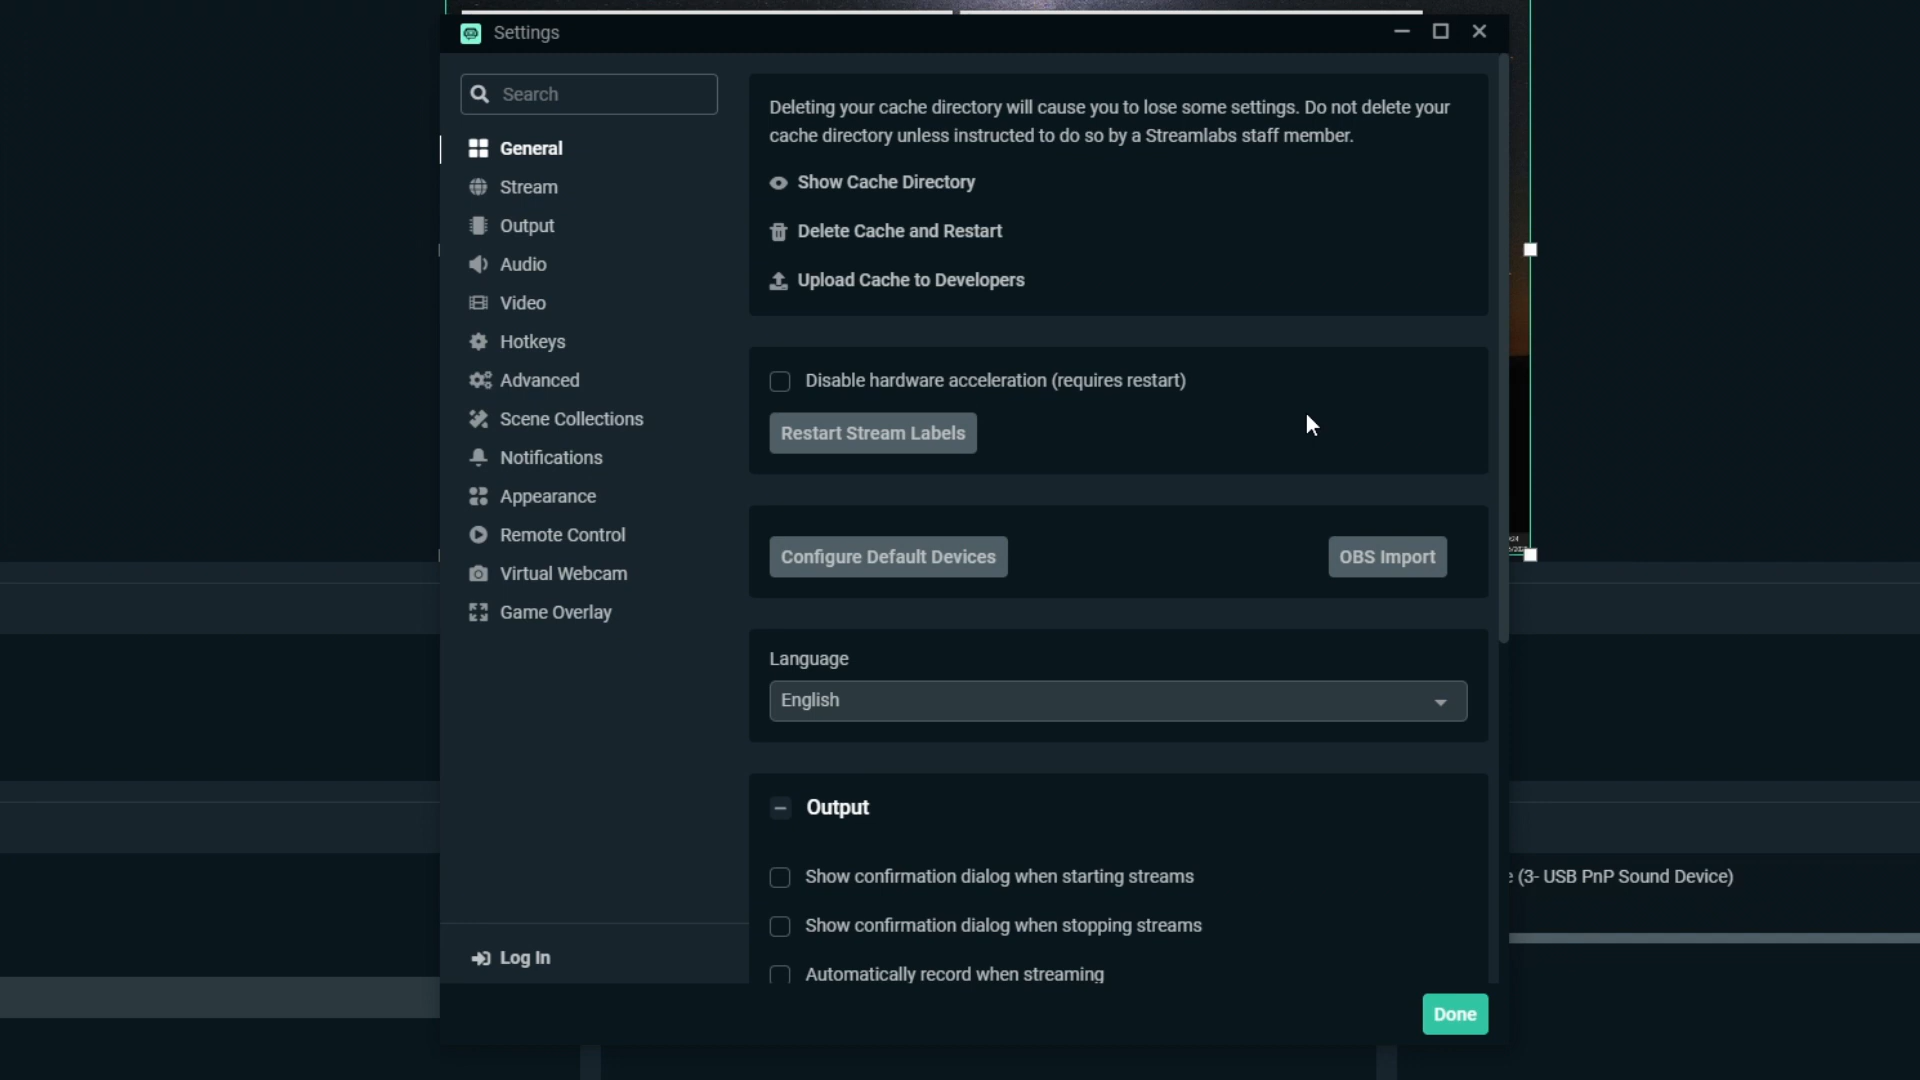 Settings
Search
General
Stream
Output
Audio
Video
Hotkeys
Advanced
Scene Collections
Notifications
Appearance
Remote Control
Virtual Webcam
Game Overlay
Log In
Deleting your cache directory will cause you to lose some settings. Do not delete your
cache directory unless instructed to do so by a Streamlabs staff member.
Show Cache Directory
Delete Cache and Restart
Upload Cache to Developers
Disable hardware acceleration (requires restart)
Restart Stream Labels
Configure Default Devices
OBS Import
Language
English
Output
Show confirmation dialog when starting streams
Show confirmation dialog when stopping streams
Automatically record when streaming
Done
(3- USB PnP Sound Device)